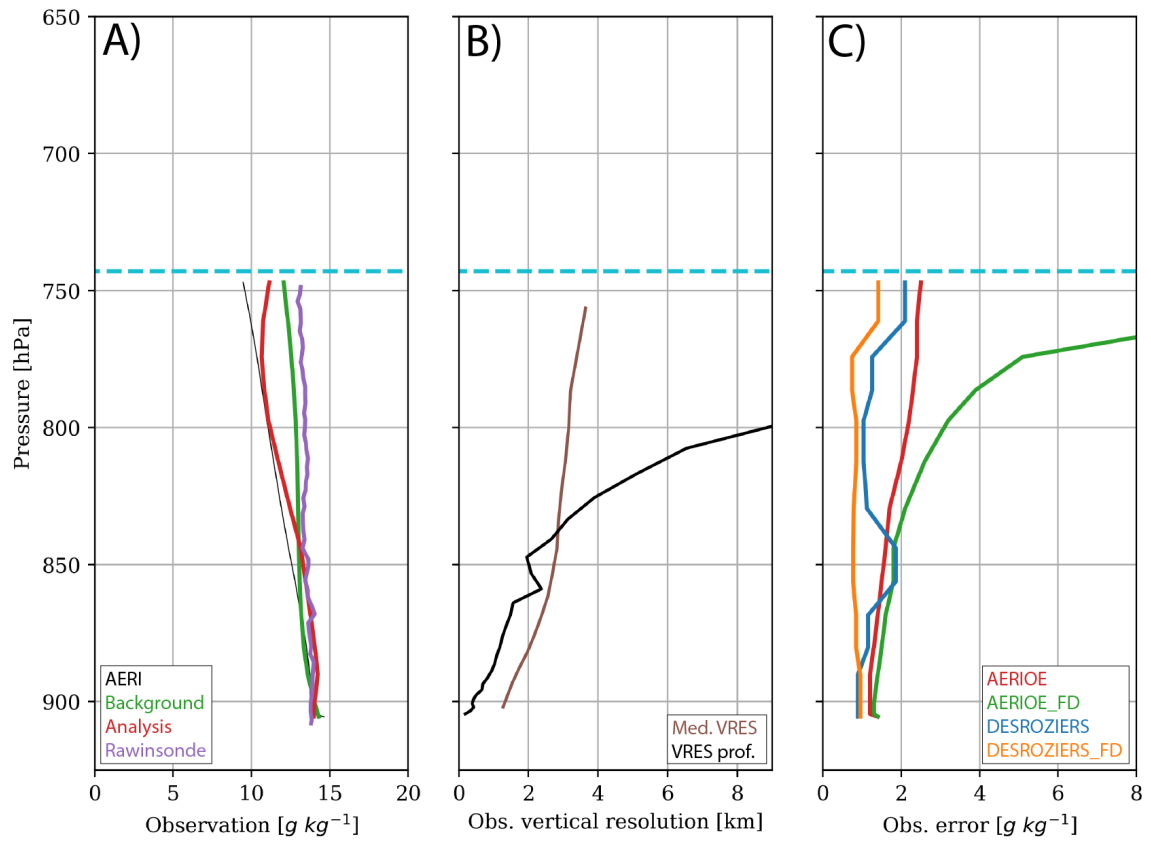 A)
B)
C)
650
700
750
800
850
900
Pressure [hPa]
AERI
Background
Analysis
Rawinsonde
Med. VRES
VRES prof.
AERIOE
AERIOE_FD
DESROZIERS
DESROZIERS_FD
0 5 10 15 20
0 2 4 6 8
0 2 4 6 8
Observation [g kg⁻¹]
Obs. vertical resolution [km]
Obs. error [g kg⁻¹]